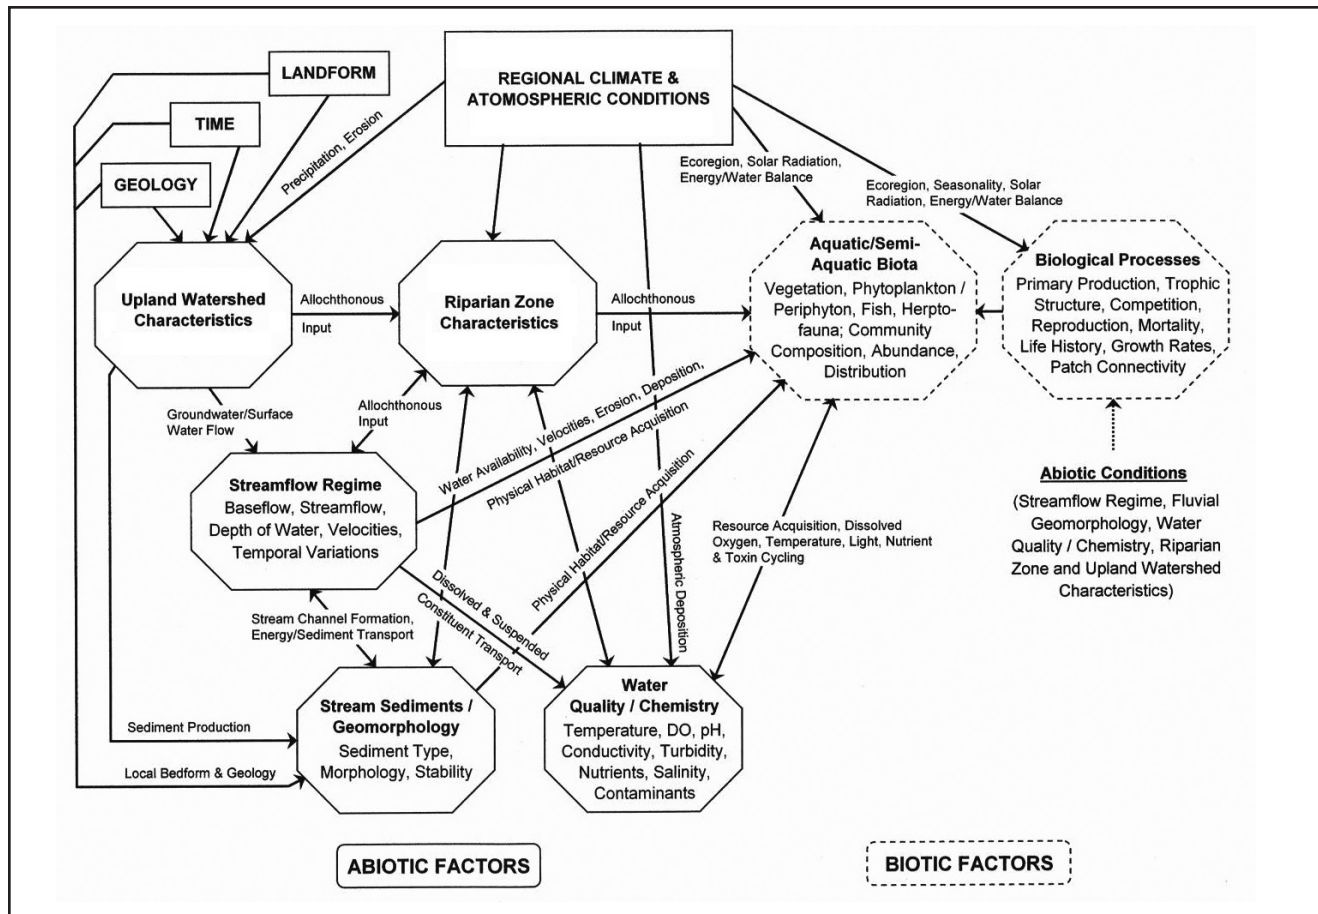 LANDFORM
REGIONAL CLIMATE &
ATOMOSPHERIC CONDITIONS
TIME
GEOLOGY
Precipitation, Erosion
Ecoregion, Solar Radiation,
Energy/Water Balance
Ecoregion, Seasonality, Solar
Radiation, Energy/Water Balance
Upland Watershed
Characteristics
Allochthonous
Input
Riparian Zone
Characteristics
Allochthonous
Input
Aquatic/Semi-
Aquatic Biota
Vegetation, Phytoplankton /
Periphyton, Fish, Herpto-
fauna; Community
Composition, Abundance,
Distribution
Biological Processes
Primary Production, Trophic
Structure, Competition,
Reproduction, Mortality,
Life History, Growth Rates,
Patch Connectivity
Groundwater/Surface
Water Flow
Allochthonous
Input
Water Availability, Velocities, Erosion, Deposition,
Physical Habitat/Resource Acquisition
Streamflow Regime
Baseflow, Streamflow,
Depth of Water, Velocities,
Temporal Variations
Physical Habitat/Resource Acquisition
Atmospheric Deposition
Resource Acquisition, Dissolved
Oxygen, Temperature, Light, Nutrient
& Toxin Cycling
Abiotic Conditions
(Streamflow Regime, Fluvial
Geomorphology, Water
Quality / Chemistry, Riparian
Zone and Upland Watershed
Characteristics)
Dissolved & Suspended
Constituent Transport
Stream Channel Formation,
Energy/Sediment Transport
Stream Sediments /
Geomorphology
Sediment Type,
Morphology, Stability
Water
Quality / Chemistry
Temperature, DO, pH,
Conductivity, Turbidity,
Nutrients, Salinity,
Contaminants
Sediment Production
Local Bedform & Geology
ABIOTIC FACTORS
BIOTIC FACTORS